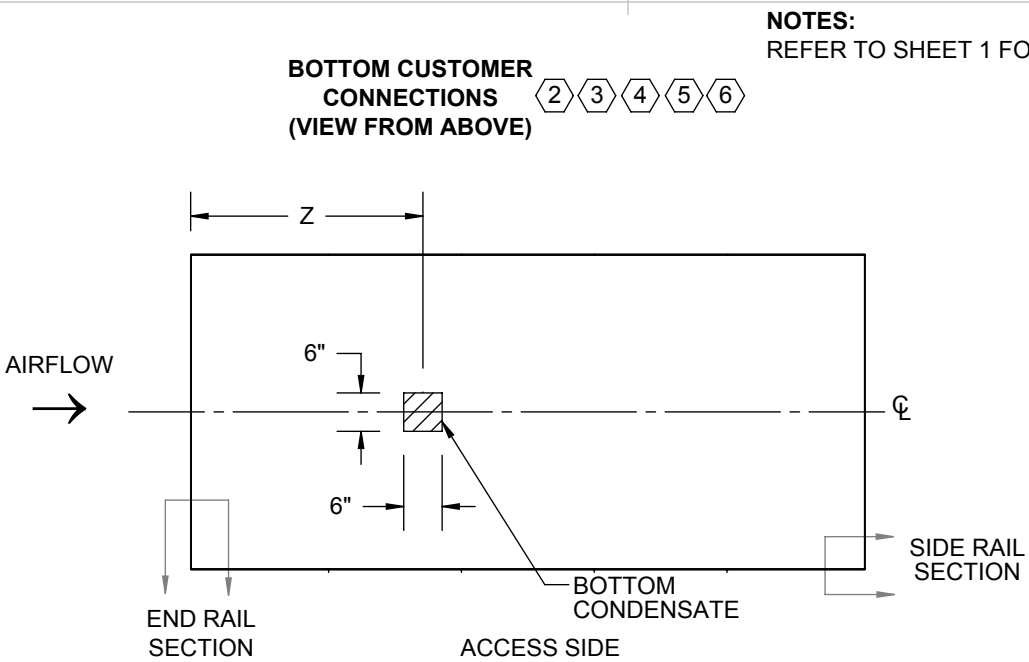 NOTES:
REFER TO SHEET 1 FO
BOTTOM CUSTOMER
CONNECTIONS
(VIEW FROM ABOVE)
2 3 4 5 6
Z
AIRFLOW
6"
℄
6"
BOTTOM
CONDENSATE
SIDE RAIL
SECTION
END RAIL
SECTION
ACCESS SIDE